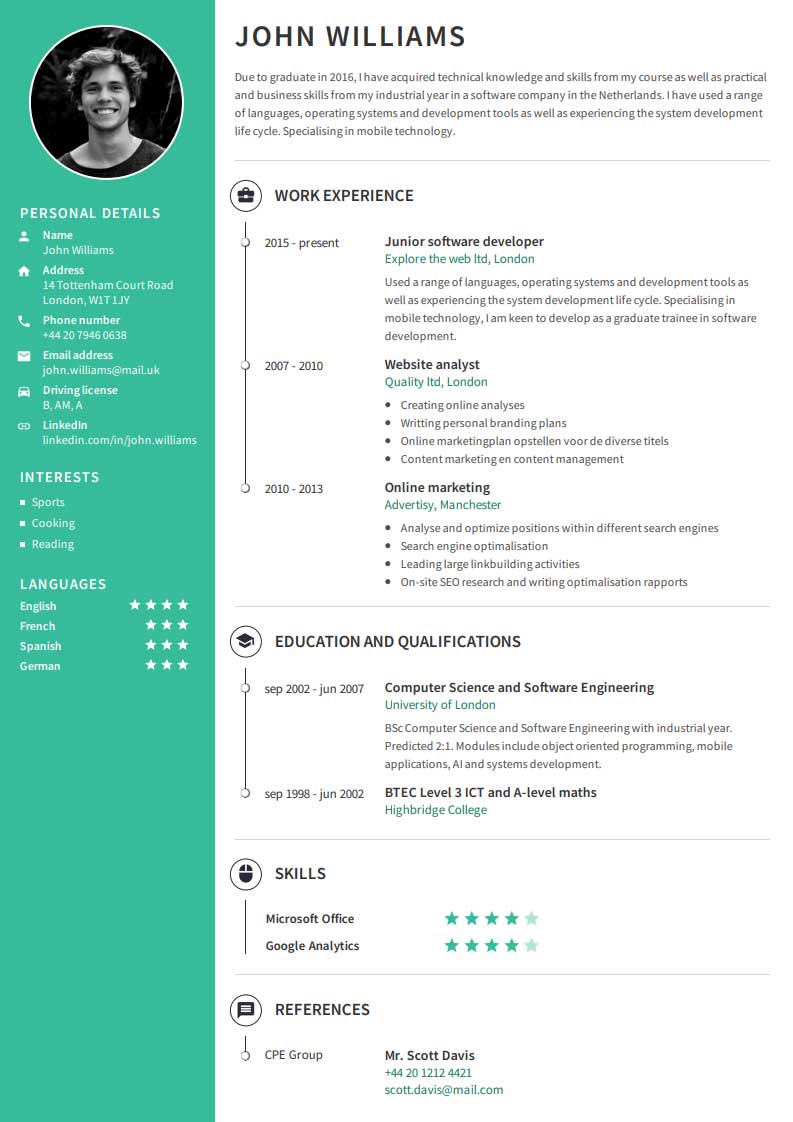 JOHN WILLIAMS
Due to graduate in 2016, I have acquired technical knowledge and skills from my course as well as practical
and business skills from my industrial year in a software company in the Netherlands. I have used a range
of languages, operating systems and development tools as well as experiencing the system development
life cycle. Specialising in mobile technology.
PERSONAL DETAILS
Name
John Williams
Address
14 Tottenham Court Road
London, W1T 1JY
Phone number
+44 20 7946 0638
Email address
john.williams@mail.uk
Driving license
B, AM, A
LinkedIn
linkedin.com/in/john.williams
INTERESTS
Sports
Cooking
Reading
LANGUAGES
English
French
Spanish
German
WORK EXPERIENCE
2015 - present
Junior software developer
Explore the web ltd, London
Used a range of languages, operating systems and development tools as
well as experiencing the system development life cycle. Specialising in
mobile technology, I am keen to develop as a graduate trainee in software
development.
2007 - 2010
Website analyst
Quality ltd, London
Creating online analyses
Writting personal branding plans
Online marketingplan opstellen voor de diverse titels
Content marketing en content management
2010 - 2013
Online marketing
Advertisy, Manchester
Analyse and optimize positions within different search engines
Search engine optimalisation
Leading large linkbuilding activities
On-site SEO research and writing optimalisation rapports
EDUCATION AND QUALIFICATIONS
sep 2002 - jun 2007
Computer Science and Software Engineering
University of London
BSc Computer Science and Software Engineering with industrial year.
Predicted 2:1. Modules include object oriented programming, mobile
applications, AI and systems development.
sep 1998 - jun 2002
BTEC Level 3 ICT and A-level maths
Highbridge College
SKILLS
Microsoft Office
Google Analytics
REFERENCES
CPE Group
Mr. Scott Davis
+44 20 1212 4421
scott.davis@mail.com